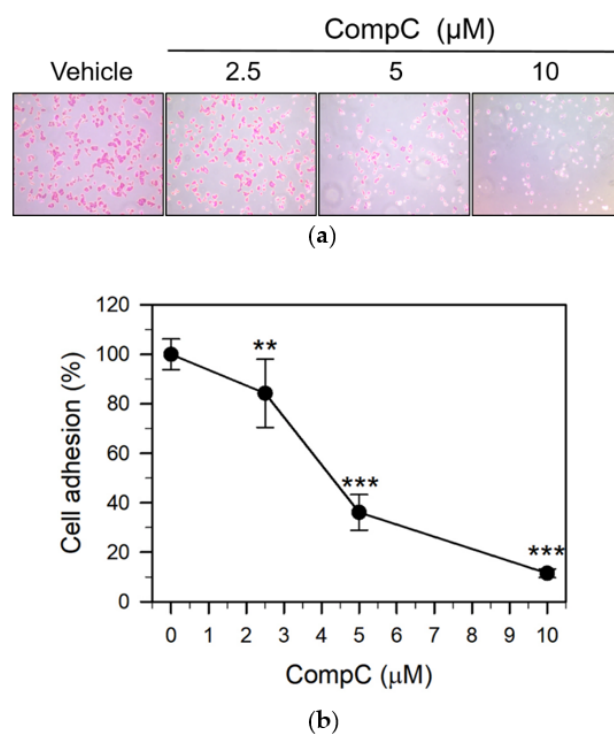 CompC (µM)
Vehicle 2.5 5 10
(a)
120
100
80
60
40
20
0
Cell adhesion (%)
**
***
***
0 1 2 3 4 5 6 7 8 9 10
CompC (µM)
(b)